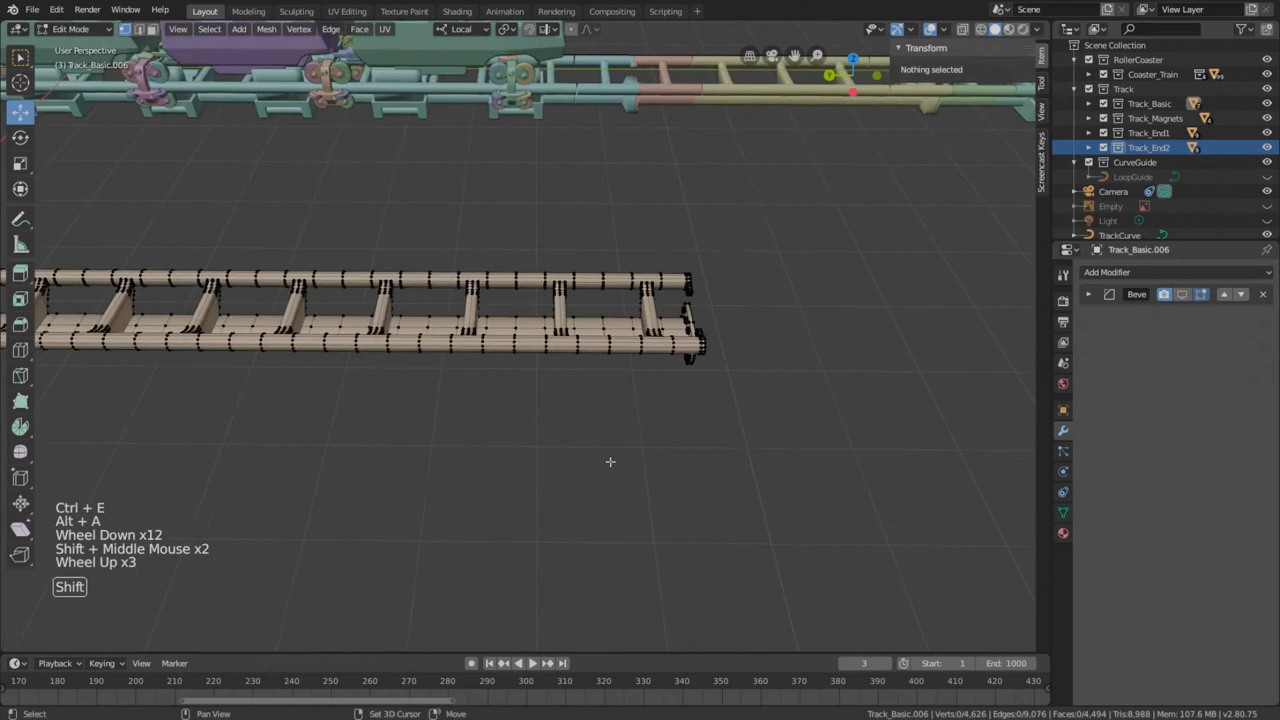 File Edit Render Window Help Layout Modeling Sculpting UV Editing Texture Paint Shading Animation Rendering Compositing Scripting Scene View Layer
Edit Mode View Select Add Mesh Vertex Edge Face UV Local
User Perspective
(3) Track_Basic.006
Transform
Nothing selected
Item
Tool
View
Screencast Keys
Scene Collection
RollerCoaster
Coaster_Train
Track
Track_Basic
Track_Magnets
Track_End1
Track_End2
CurveGuide
LoopGuide
Camera
Empty
Light
TrackCurve
Track_Basic.006
Add Modifier
Beve
Ctrl + E
Alt + A
Wheel Down x12
Shift + Middle Mouse x2
Wheel Up x3
Shift
Playback Keying View Marker 3 Start: 1 End: 1000
170 180 190 200 210 220 230 240 250 260 270 280 290 300 310 320 330 340 350 360 370 380 390 400 410 420 430
Select Pan View Set 3D Cursor Move Track_Basic.006 | Verts:0/4,626 | Edges:0/9,076 | Faces:0/4,494 | Tris:8,988 | Mem: 107.6 MB | v2.80.75